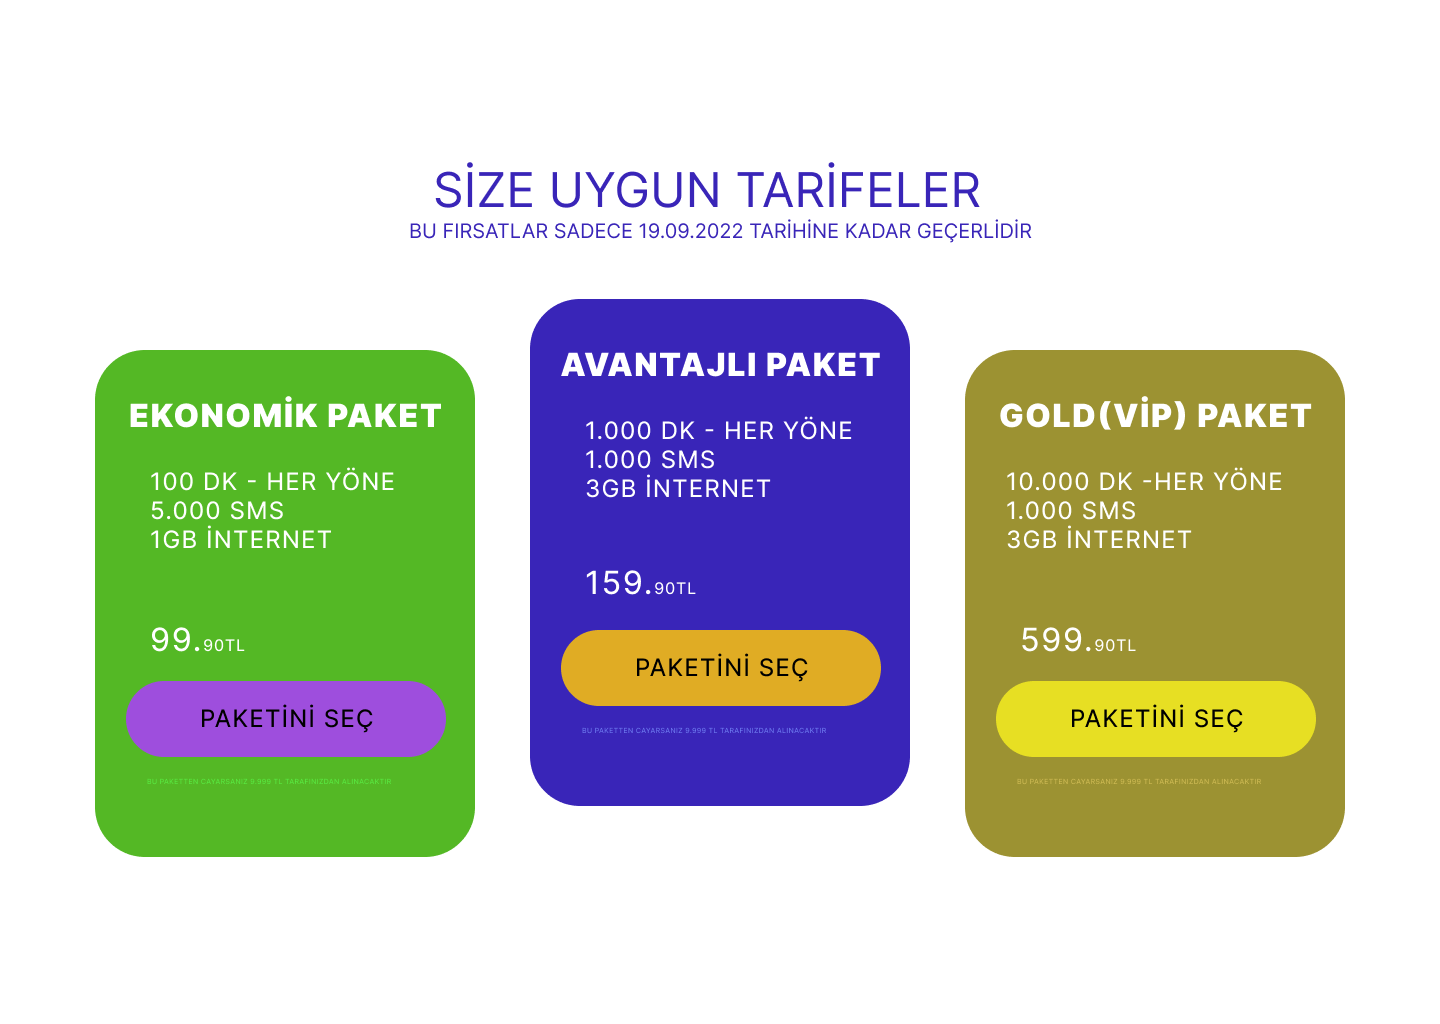 SİZE UYGUN TARİFELER
BU FIRSATLAR SADECE 19.09.2022 TARİHİNE KADAR GEÇERLİDİR
EKONOMİK PAKET
100 DK - HER YÖNE
5.000 SMS
1GB İNTERNET
99.90TL
PAKETİNİ SEÇ
BU PAKETTEN CAYARSANIZ 9.999 TL TARAFINIZDAN ALINACAKTIR
AVANTAJLI PAKET
1.000 DK - HER YÖNE
1.000 SMS
3GB İNTERNET
159.90TL
PAKETİNİ SEÇ
BU PAKETTEN CAYARSANIZ 9.999 TL TARAFINIZDAN ALINACAKTIR
GOLD(VİP) PAKET
10.000 DK -HER YÖNE
1.000 SMS
3GB İNTERNET
599.90TL
PAKETİNİ SEÇ
BU PAKETTEN CAYARSANIZ 9.999 TL TARAFINIZDAN ALINACAKTIR